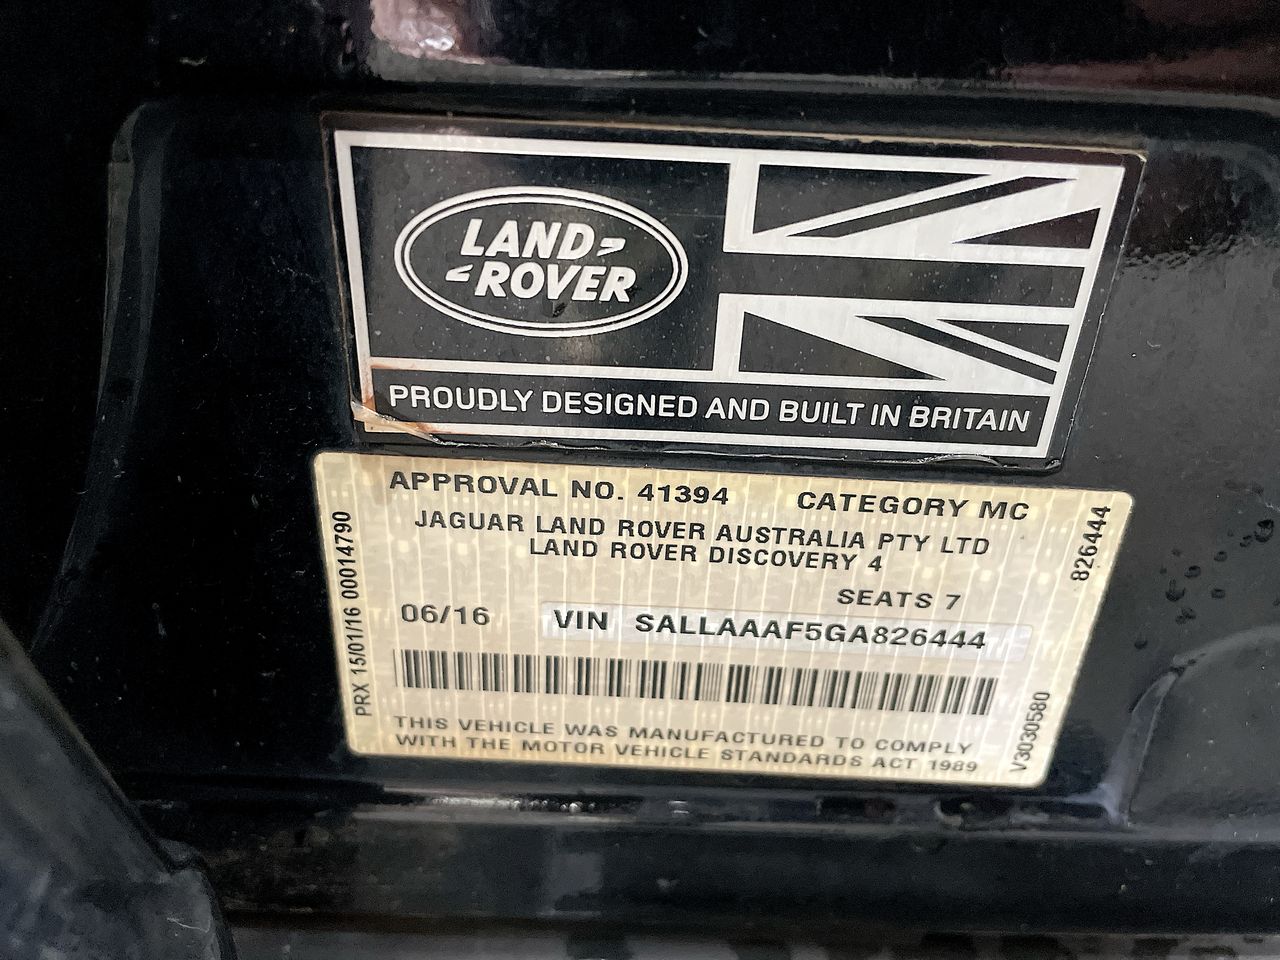 LAND
ROVER
PROUDLY DESIGNED AND BUILT IN BRITAIN
APPROVAL NO. 41394 CATEGORY MC
JAGUAR LAND ROVER AUSTRALIA PTY LTD
LAND ROVER DISCOVERY 4
SEATS 7
06/16 VIN SALLAAAF5GA826444
THIS VEHICLE WAS MANUFACTURED TO COMPLY
WITH THE MOTOR VEHICLE STANDARDS ACT 1989
PRX 15/01/16 00014790
826444
V3030580